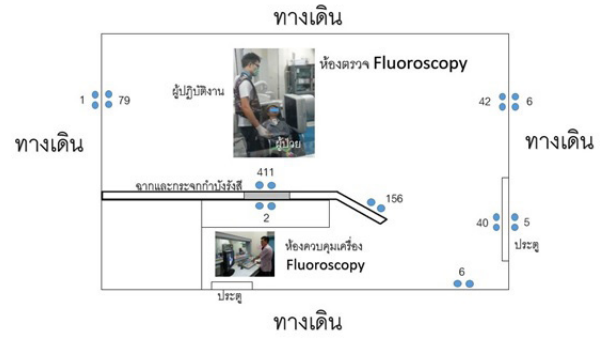 ทางเดิน
ห้องตรวจ Fluoroscopy
ผู้ปฏิบัติงาน
1 79
42 6
ทางเดิน
ทางเดิน
ผู้ป่วย
411
ฉากและกระจกกำบังรังสี
156
2
40 5
ประตู
ห้องควบคุมเครื่อง
Fluoroscopy
6
ประตู
ทางเดิน